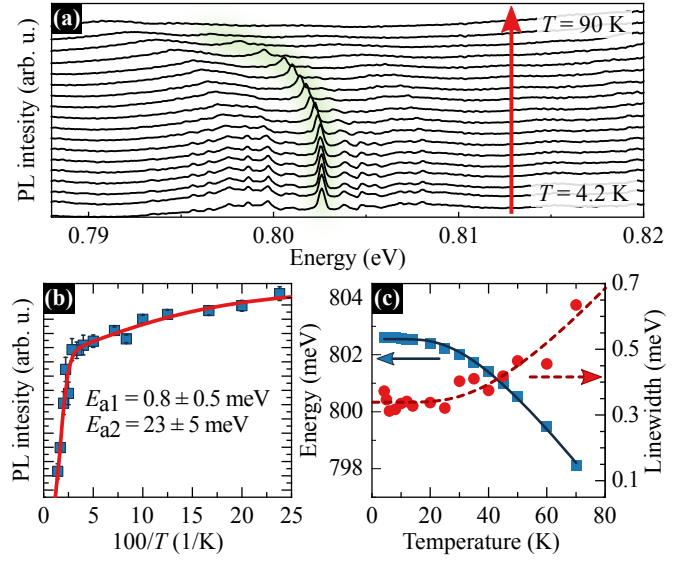 (a)
T = 90 K
T = 4.2 K
PL intesity (arb. u.)
0.79 0.80 0.81 0.82
Energy (eV)
(b)
PL intesity (arb. u.)
Ea1 = 0.8 ± 0.5 meV
Ea2 = 23 ± 5 meV
0 5 10 15 20 25
100/T (1/K)
(c)
Energy (meV)
804
802
800
798
0.7
0.5
0.3
0.1
Linewidth (meV)
0 20 40 60 80
Temperature (K)